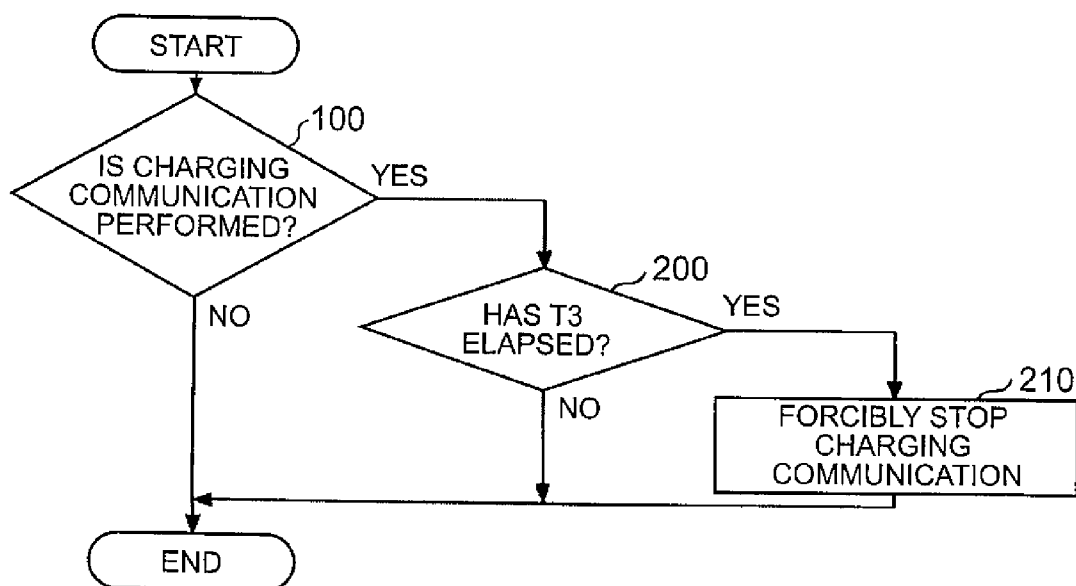 START
100
IS CHARGING
COMMUNICATION
PERFORMED?
YES
NO
200
HAS T3
ELAPSED?
YES
NO
210
FORCIBLY STOP
CHARGING
COMMUNICATION
END